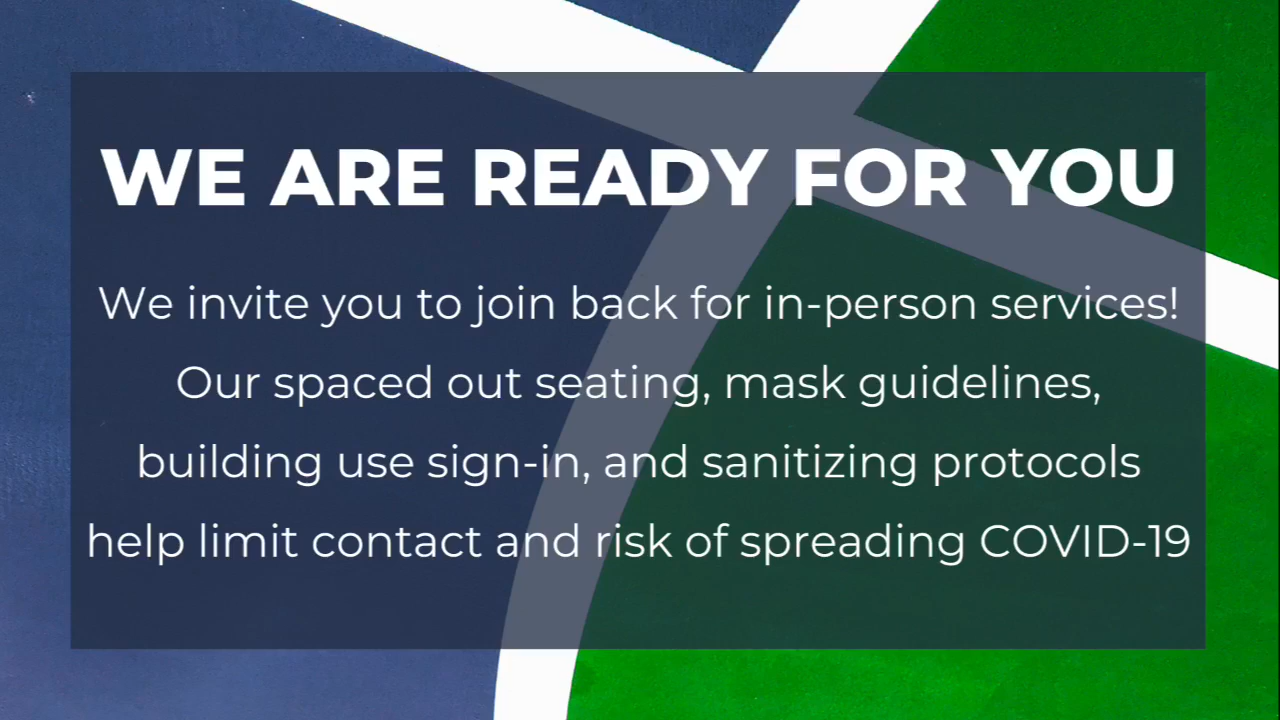 WE ARE READY FOR YOU
We invite you to join back for in-person services!
Our spaced out seating, mask guidelines,
building use sign-in, and sanitizing protocols
help limit contact and risk of spreading COVID-19